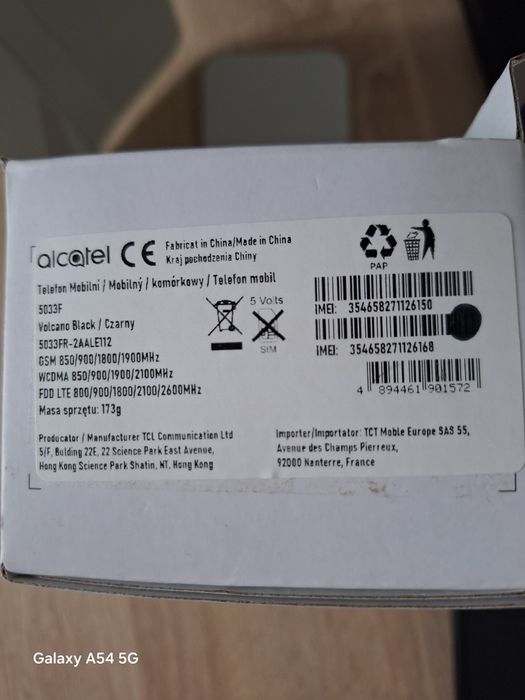 alcatel CE Fabricat in China/Made in China
Kraj pochodzenia Chiny
PAP
Telefon Mobilni / Mobilný / komórkowy / Telefon mobil
5033F
Volcano Black / Czarny
5033FR-2AALE112
GSM 850/900/1800/1900MHz
WCDMA 850/900/1900/2100MHz
FDD LTE 800/900/1800/2100/2600MHz
Masa sprzętu: 173g
5 Volts
SIM
IMEI: 354658271126150
IMEI: 354658271126168
4 894461 901572
Producator / Manufacturer TCL Communication Ltd
5/F, Bulding 22E, 22 Science Park East Avenue,
Hong Kong Science Park Shatin, NT, Hong Kong
Importer/Importator: TCT Moble Europe SAS 55,
Avenue des Champs Pierreux,
92000 Nanterre, France
Galaxy A54 5G